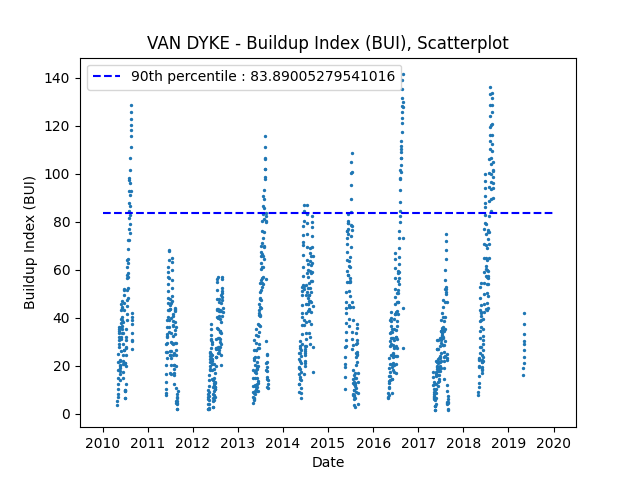 VAN DYKE - Buildup Index (BUI), Scatterplot
90th percentile : 83.89005279541016
140
120
100
80
60
40
20
0
Buildup Index (BUI)
2010 2011 2012 2013 2014 2015 2016 2017 2018 2019 2020
Date